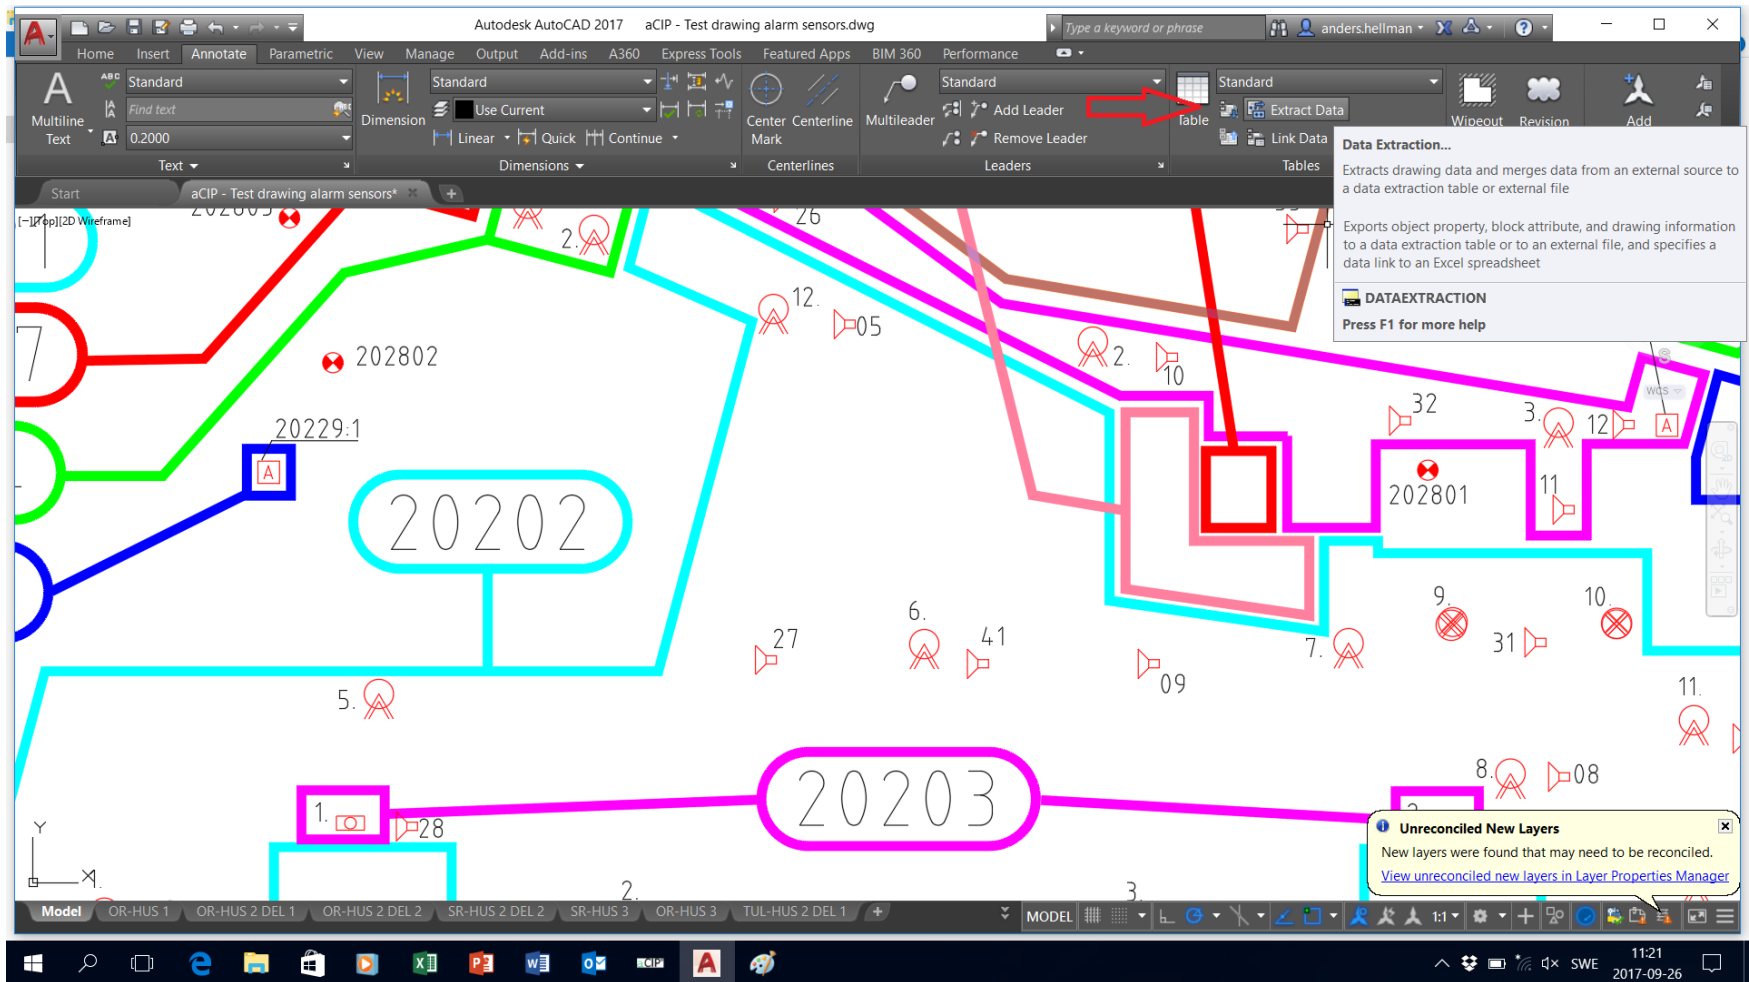 Autodesk AutoCAD 2017 aCIP - Test drawing alarm sensors.dwg
Type a keyword or phrase
anders.hellman
Home Insert Annotate Parametric View Manage Output Add-ins A360 Express Tools Featured Apps BIM 360 Performance
A ABC Standard Standard Standard Standard
Find text Use Current Add Leader Extract Data
Multiline Text
Dimension
Center Mark
Centerline
Multileader
Table
Wipeout Revision Add
0.2000 Linear Quick Continue Remove Leader Link Data
Text Dimensions Centerlines Leaders Tables
Data Extraction...
Extracts drawing data and merges data from an external source to
a data extraction table or external file
Exports object property, block attribute, and drawing information
to a data extraction table or to an external file, and specifies a
data link to an Excel spreadsheet
DATAEXTRACTION
Press F1 for more help
Start aCIP - Test drawing alarm sensors* +
[−][Top][2D Wireframe]
26
2.
12.
05
7
202802
2.
10
S
WCS
32
3.
12
A
20229:1
A
11
202801
20202
9.
10.
6.
27
41
7.
31
09
5.
11.
20203
8.
08
1.
28
Y
X
2.
3.
Unreconciled New Layers
New layers were found that may need to be reconciled.
View unreconciled new layers in Layer Properties Manager
Model OR-HUS 1 OR-HUS 2 DEL 1 OR-HUS 2 DEL 2 SR-HUS 2 DEL 2 SR-HUS 3 OR-HUS 3 TUL-HUS 2 DEL 1 + MODEL 1:1
aCIP
SWE
11:21
2017-09-26